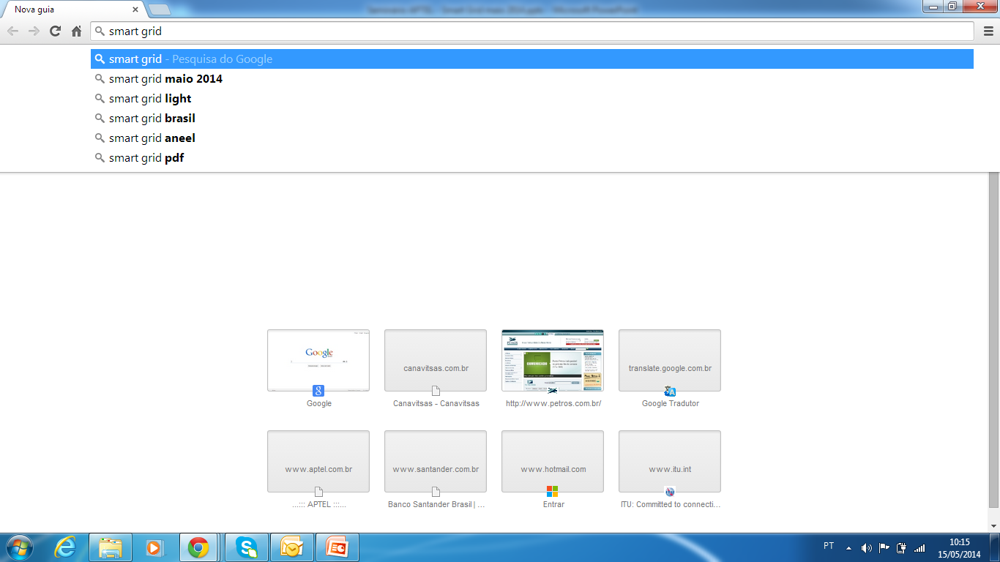 Seminario APTEL - Smart Grid maio 2014.pptx - Microsoft PowerPoint
Nova guia
smart grid
smart grid - Pesquisa do Google
smart grid maio 2014
smart grid light
smart grid brasil
smart grid aneel
smart grid pdf
Google
canavitsas.com.br
translate.google.com.br
Google
Canavitsas - Canavitsas
http://www.petros.com.br/
Google Tradutor
www.aptel.com.br
www.santander.com.br
www.hotmail.com
www.itu.int
...::: APTEL :::...
Banco Santander Brasil | ...
Entrar
ITU: Committed to connecti...
PT
10:15
15/05/2014